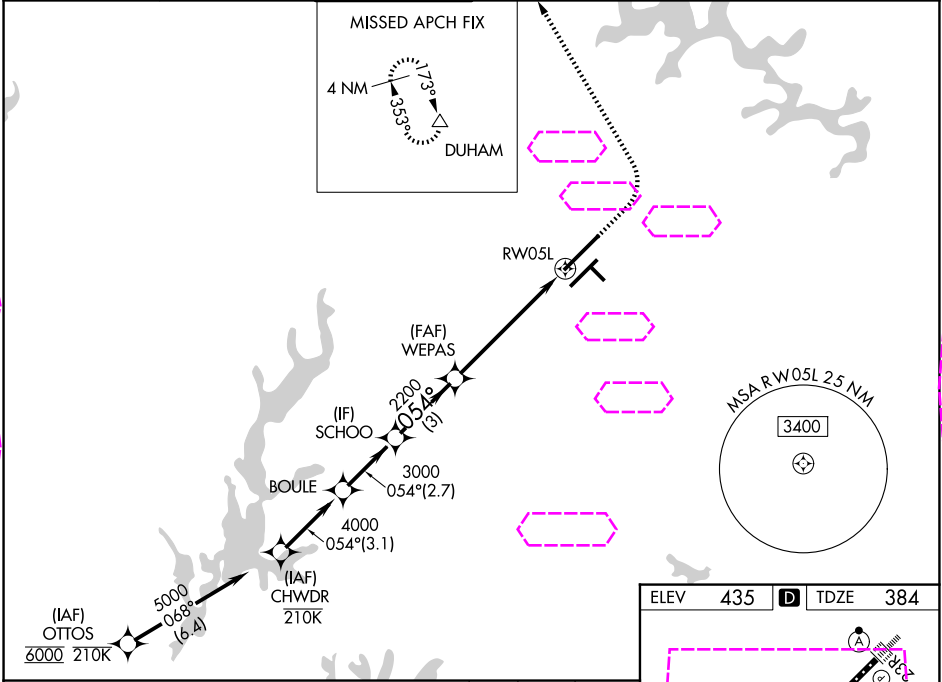 MISSED APCH FIX
4 NM
173°
353°
DUHAM
RW05L
(FAF)
WEPAS
2200
054°
(3)
(IF)
SCHOO
3000
054°(2.7)
BOULE
4000
054°(3.1)
(IAF)
CHWDR
210K
5000
068°
(6.4)
(IAF)
OTTOS
6000 210K
MSA RW05L 25 NM
3400
ELEV 435 D TDZE 384
A